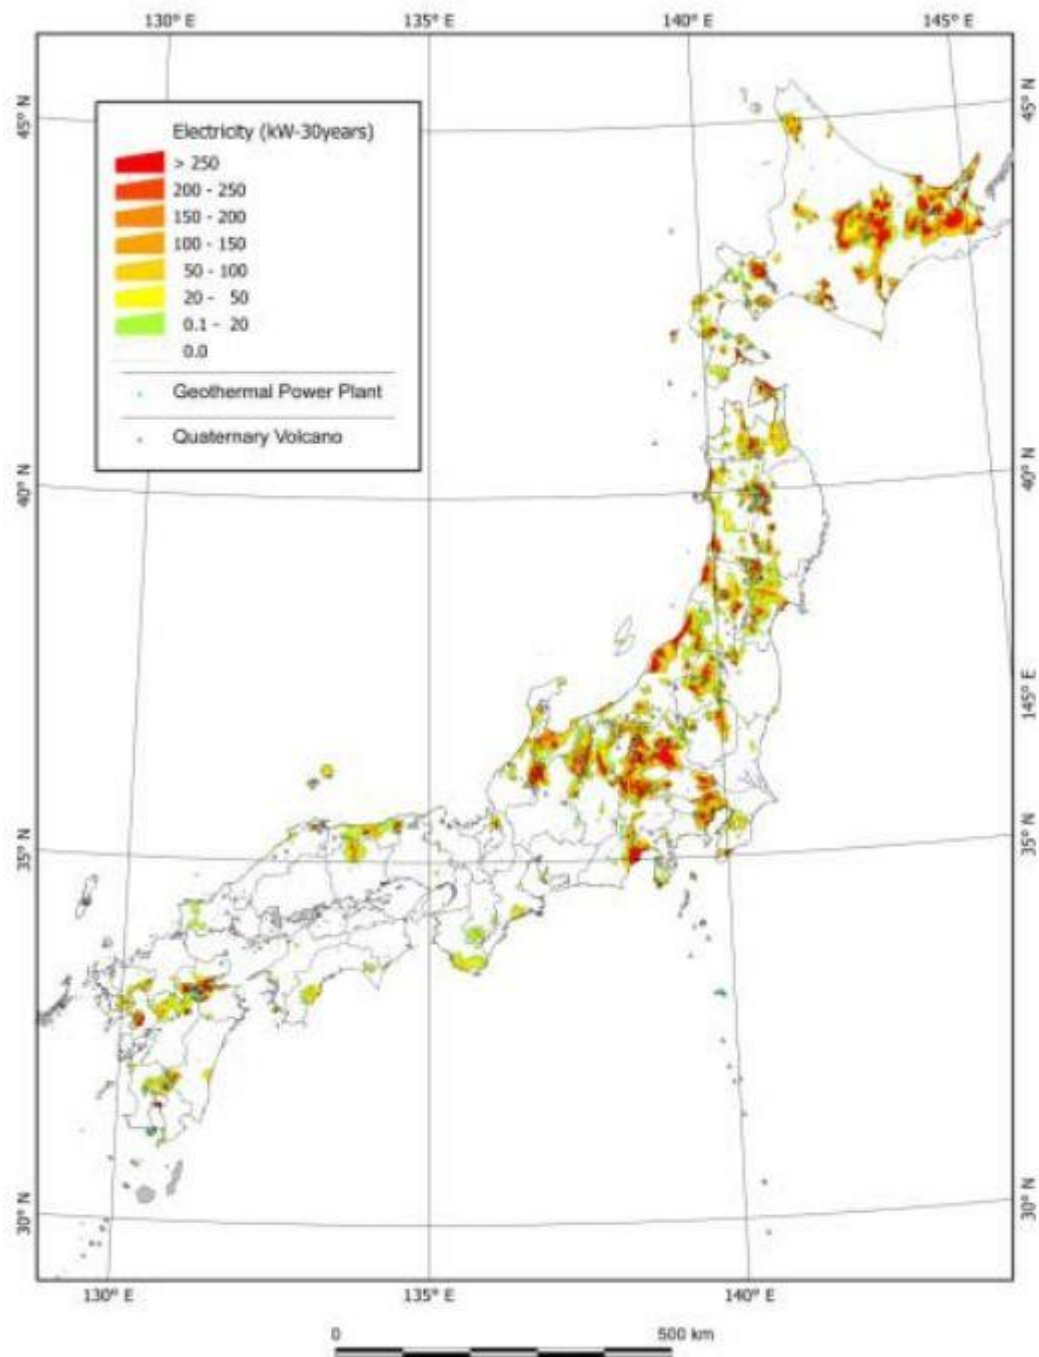 130° E
135° E
140° E
145° E
45° N
45° N
Electricity (kW-30years)
> 250
200 - 250
150 - 200
100 - 150
50 - 100
20 - 50
0.1 - 20
0.0
Geothermal Power Plant
Quaternary Volcano
40° N
40° N
145° E
35° N
35° N
30° N
30° N
130° E
135° E
140° E
0
500 km